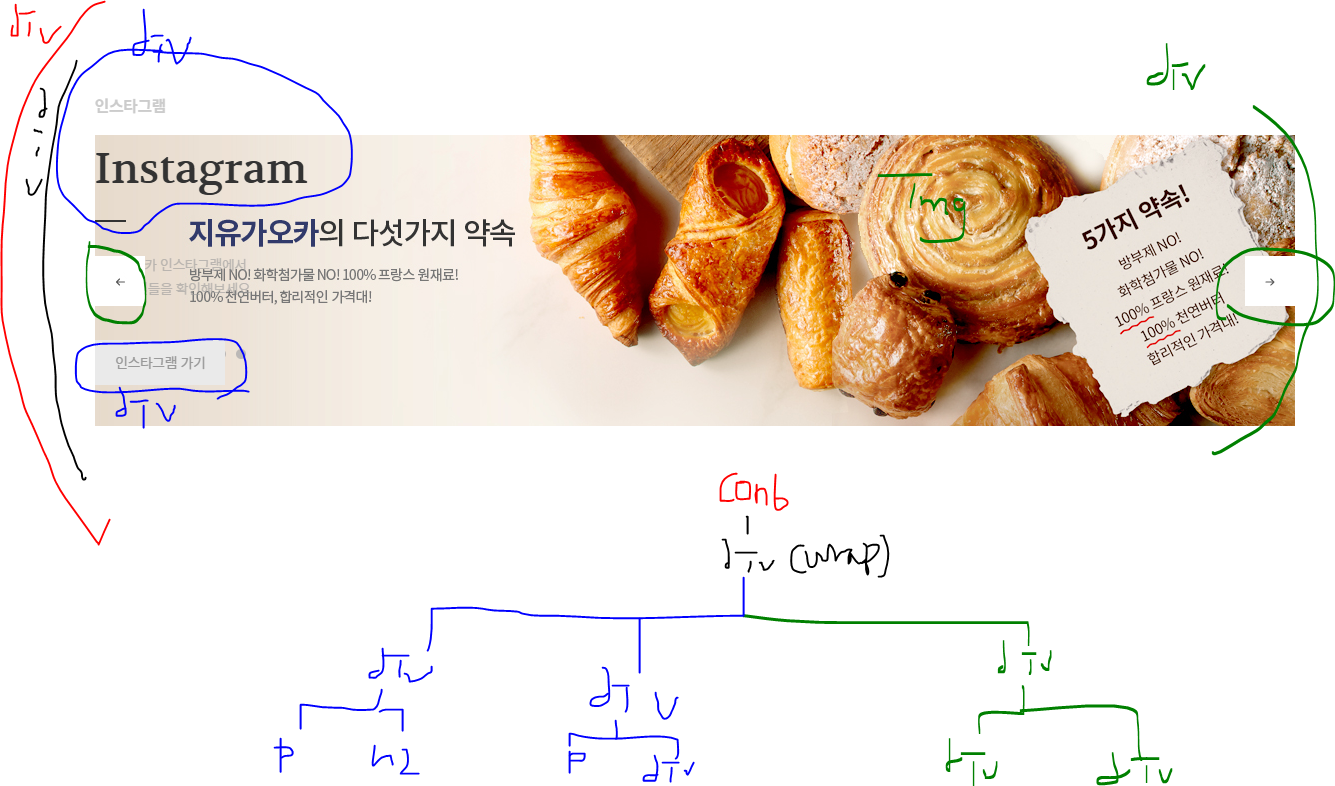 div
div
div
div
인스타그램
Instagram
지유가오카의 다섯가지 약속
카 인스타그램에서
들을 확인해보세요
방부제 NO! 화학첨가물 NO! 100% 프랑스 원재료!
100% 천연버터, 합리적인 가격대!
인스타그램 가기
div
img
5가지 약속!
방부제 NO!
화학첨가물 NO!
100% 프랑스 원재료!
100% 천연버터
합리적인 가격대!
←
→
con6
div (wrap)
div div div
p h2 p div div div